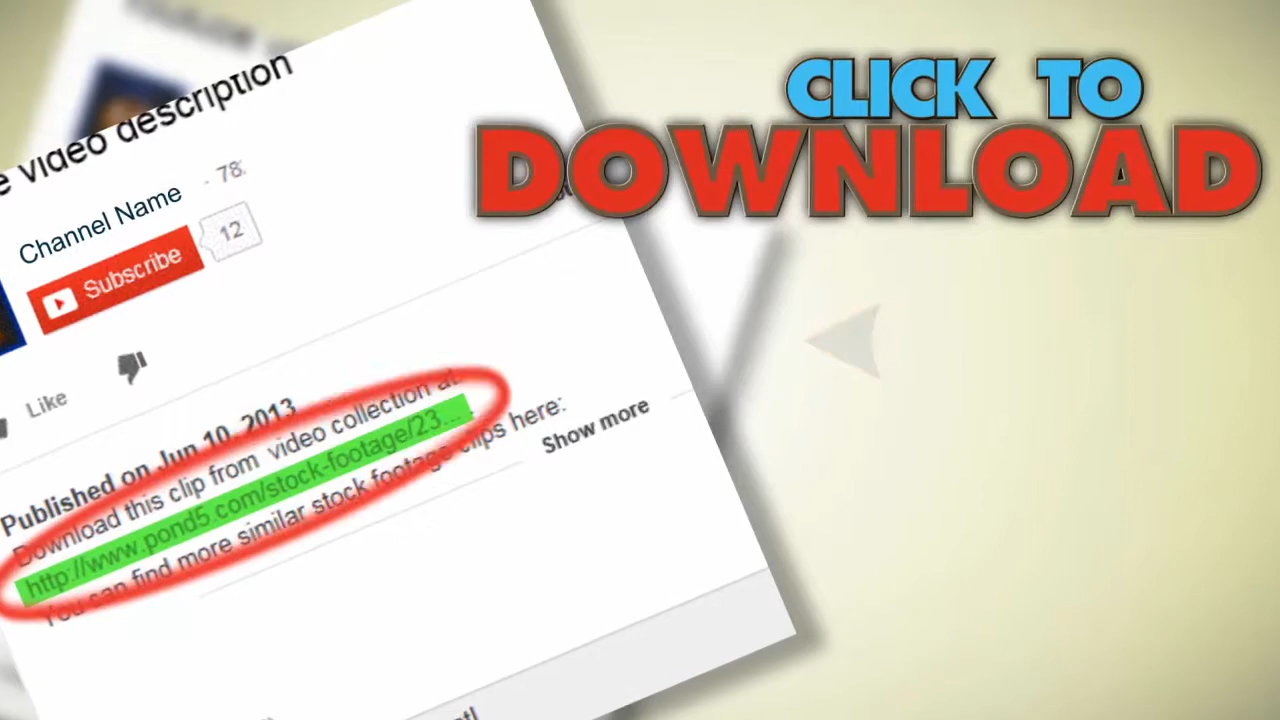 CLICK TO
DOWNLOAD
e video description
Channel Name
78
Subscribe
12
Like
Published on Jun 10, 2013
Download this clip from video collection at
http://www.pond5.com/stock-footage/23...
You can find more similar stock footage clips here:
Show more